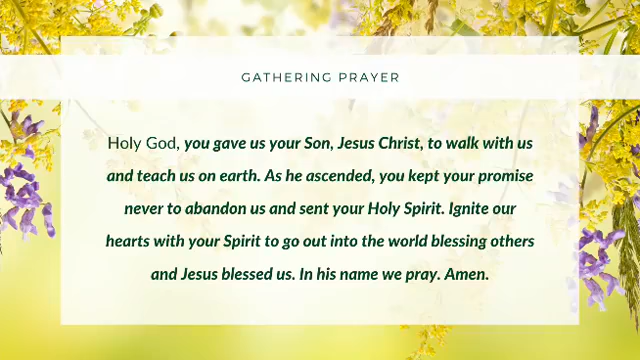 GATHERING PRAYER
Holy God, you gave us your Son, Jesus Christ, to walk with us
and teach us on earth. As he ascended, you kept your promise
never to abandon us and sent your Holy Spirit. Ignite our
hearts with your Spirit to go out into the world blessing others
and Jesus blessed us. In his name we pray. Amen.